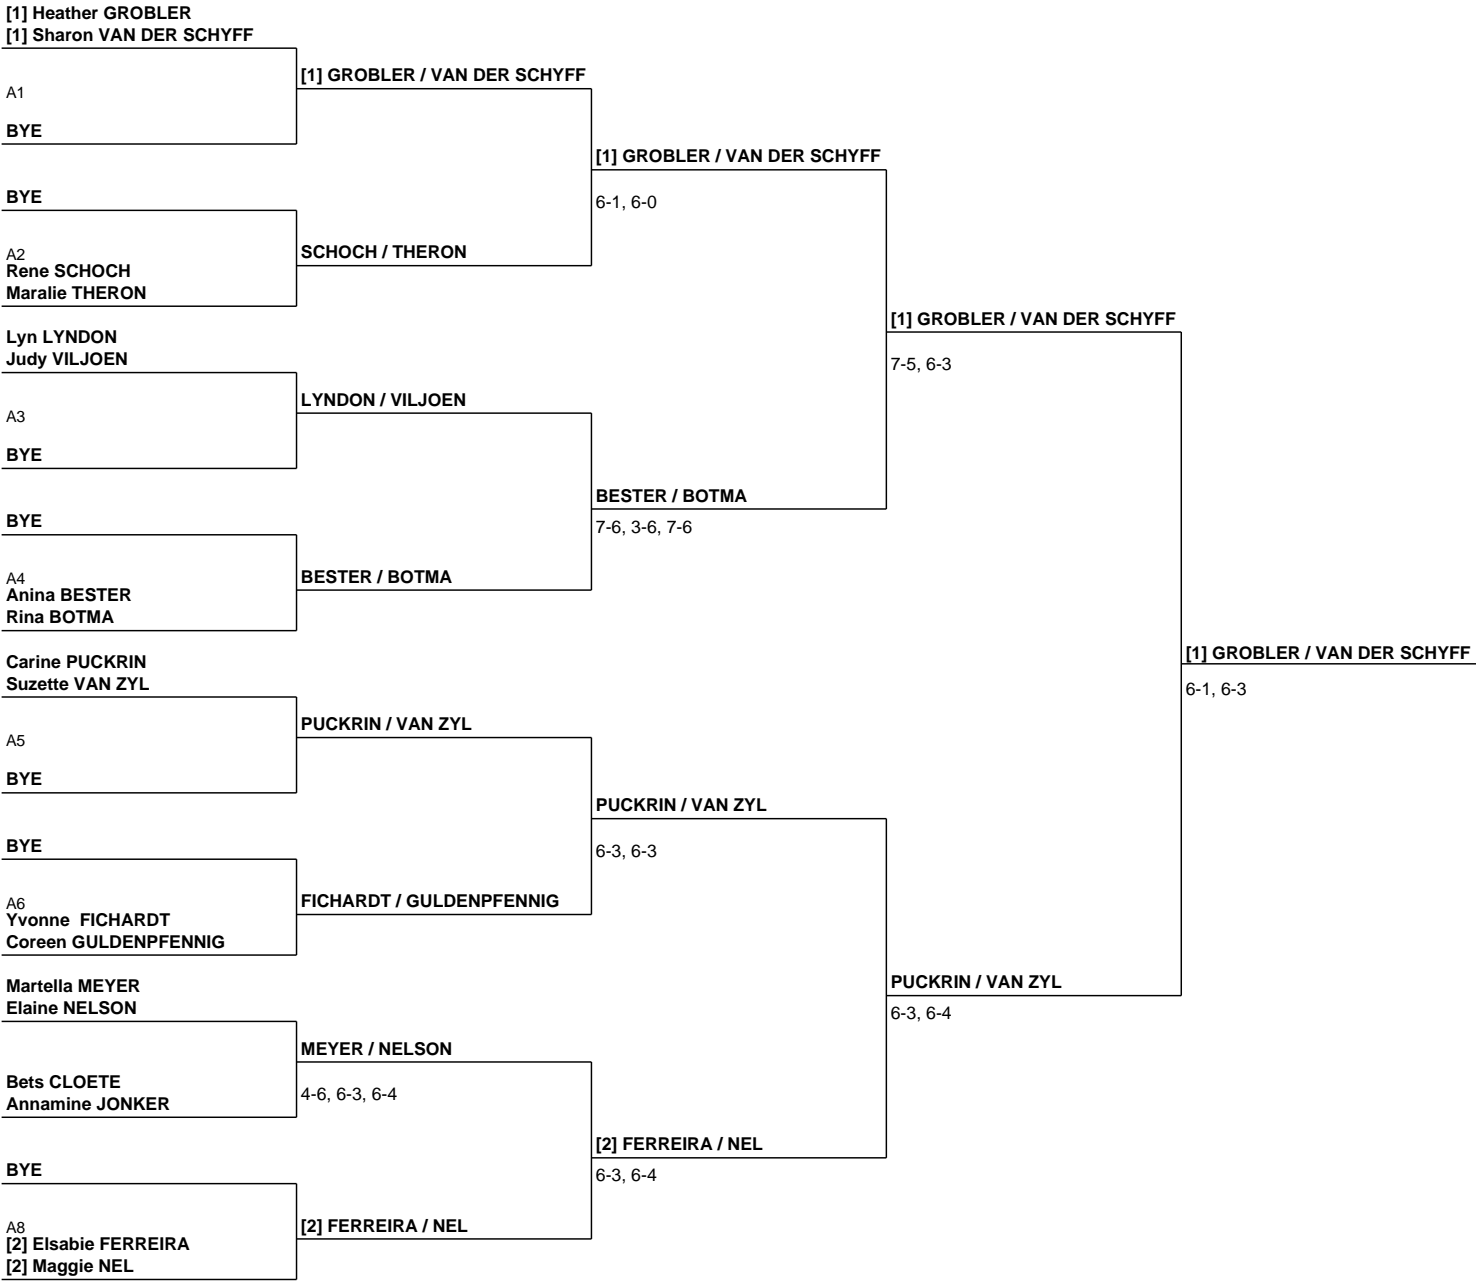 [1] Heather GROBLER
[1] Sharon VAN DER SCHYFF
A1
BYE
BYE
A2
Rene SCHOCH
Maralie THERON
Lyn LYNDON
Judy VILJOEN
A3
BYE
BYE
A4
Anina BESTER
Rina BOTMA
Carine PUCKRIN
Suzette VAN ZYL
A5
BYE
BYE
A6
Yvonne  FICHARDT
Coreen GULDENPFENNIG
Martella MEYER
Elaine NELSON
Bets CLOETE
Annamine JONKER
BYE
A8
[2] Elsabie FERREIRA
[2] Maggie NEL
[1] GROBLER / VAN DER SCHYFF
SCHOCH / THERON
LYNDON / VILJOEN
BESTER / BOTMA
PUCKRIN / VAN ZYL
FICHARDT / GULDENPFENNIG
MEYER / NELSON
4-6, 6-3, 6-4
[2] FERREIRA / NEL
[1] GROBLER / VAN DER SCHYFF
6-1, 6-0
BESTER / BOTMA
7-6, 3-6, 7-6
PUCKRIN / VAN ZYL
6-3, 6-3
[2] FERREIRA / NEL
6-3, 6-4
[1] GROBLER / VAN DER SCHYFF
7-5, 6-3
PUCKRIN / VAN ZYL
6-3, 6-4
[1] GROBLER / VAN DER SCHYFF
6-1, 6-3